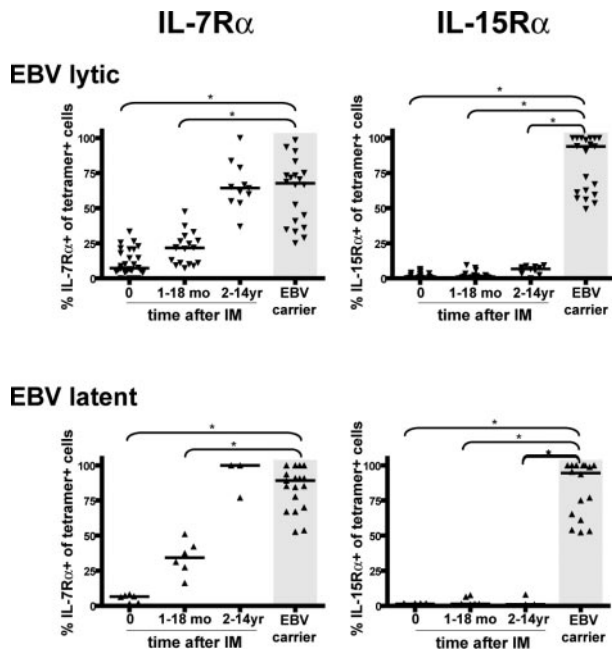 IL-7Rα IL-15Rα
EBV lytic
* *
* *
*
% IL-7Rα+ of tetramer+ cells
100
75
50
25
0
0 1-18 mo 2-14yr EBV carrier
time after IM
% IL-15Rα+ of tetramer+ cells
100
75
50
25
0
0 1-18 mo 2-14yr EBV carrier
time after IM
EBV latent
* *
* *
*
% IL-7Rα+ of tetramer+ cells
100
75
50
25
0
0 1-18 mo 2-14yr EBV carrier
time after IM
% IL-15Rα+ of tetramer+ cells
100
75
50
25
0
0 1-18 mo 2-14yr EBV carrier
time after IM